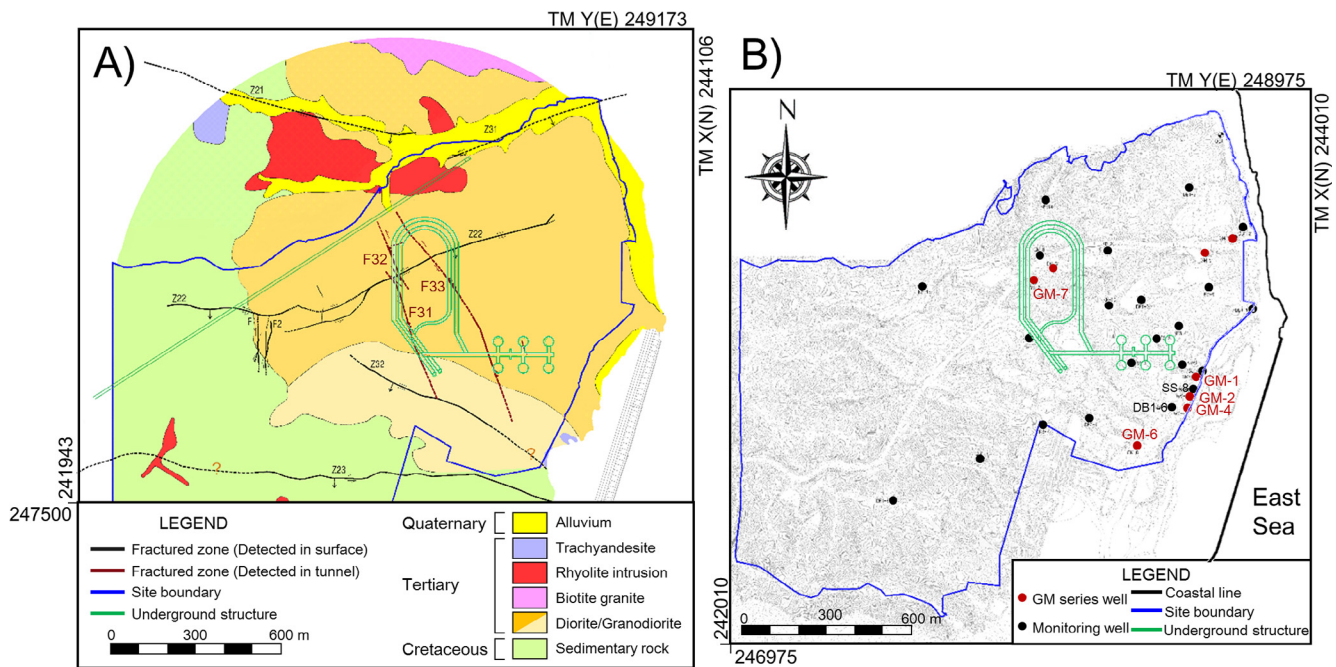 TM Y(E) 249173
A)
TM X(N) 244106
Z21
Z31
Z22
F32
F33
F31
Z22
F1
F2
Z32
?
Z23
?
241943
247500
LEGEND
Fractured zone (Detected in surface)
Fractured zone (Detected in tunnel)
Site boundary
Underground structure
0 300 600 m
Quaternary
Alluvium
Tertiary
Trachyandesite
Rhyolite intrusion
Biotite granite
Diorite/Granodiorite
Cretaceous
Sedimentary rock
B)
TM Y(E) 248975
TM X(N) 244010
N
GM-7
GM-1
SS-8
GM-2
DB1-6
GM-4
GM-6
East
Sea
242010
246975
0 300 600 m
LEGEND
GM series well
Monitoring well
Coastal line
Site boundary
Underground structure